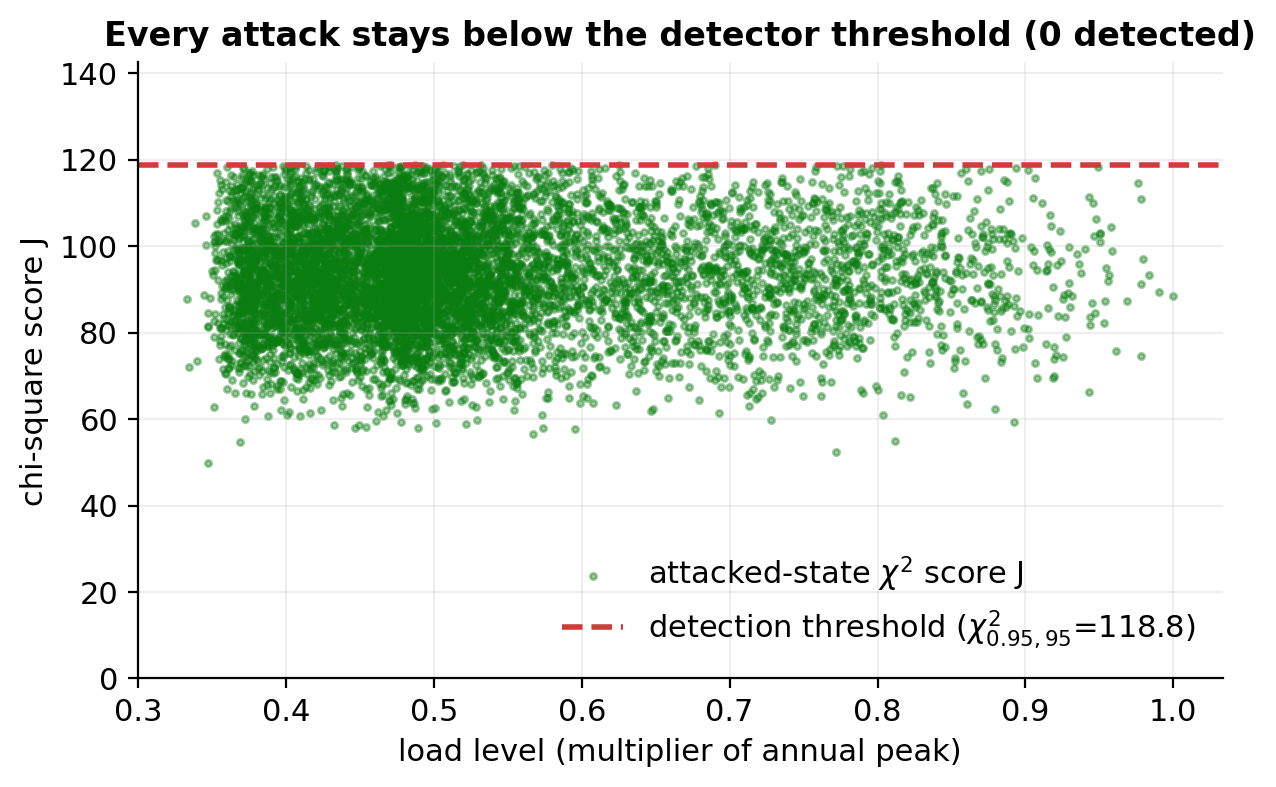 Every attack stays below the detector threshold (0 detected)
140
120
100
80
60
40
20
0
chi-square score J
attacked-state χ² score J
detection threshold (χ²₀.₉₅,₉₅=118.8)
0.3 0.4 0.5 0.6 0.7 0.8 0.9 1.0
load level (multiplier of annual peak)